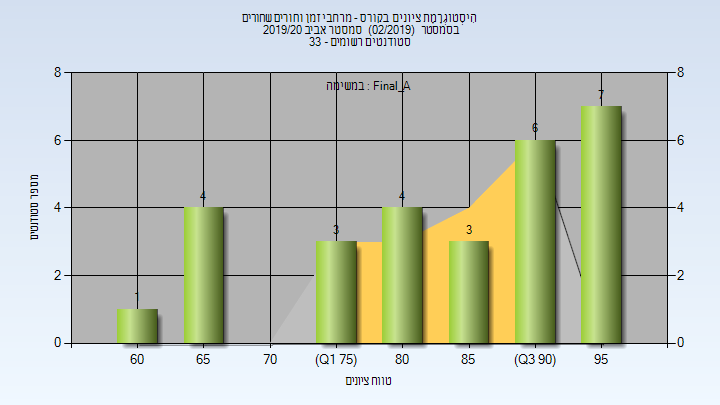 היסטוגרמת ציונים בקורס - מרחבי זמן וחורים שחורים
בסמסטר (02/2019) סמסטר אביב 2019/20
סטודנטים רשומים - 33
במשימה : Final_A
8 8
6 6
4 4
2 2
0 0
1 4 3 4 3 6 7
מספר סטודנטים
60 65 70 (Q1 75) 80 85 (Q3 90) 95
טווח ציונים